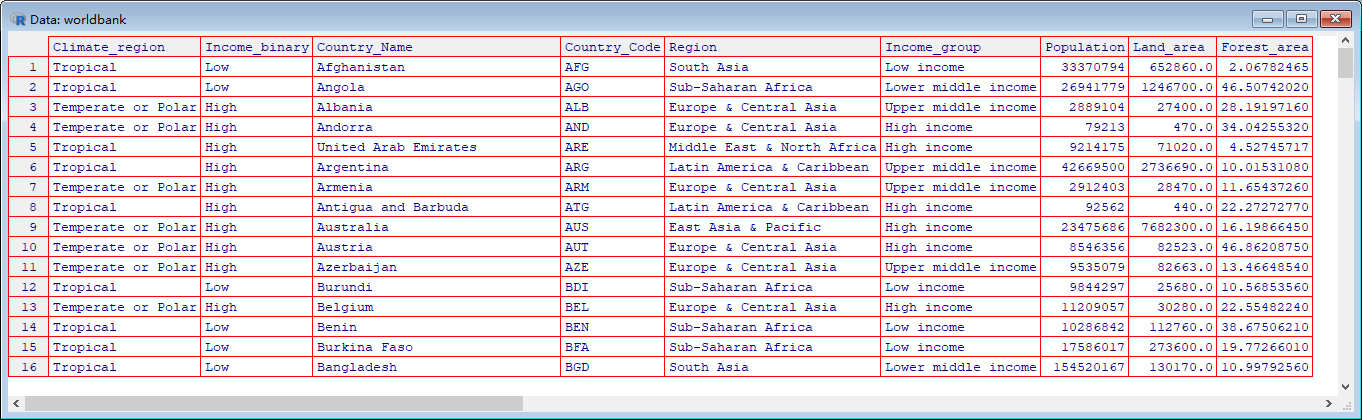 Data: worldbank
Climate_region Income_binary Country_Name Country_Code Region Income_group Population Land_area Forest_area
1 Tropical Low Afghanistan AFG South Asia Low income 33370794 652860.0 2.06782465
2 Tropical Low Angola AGO Sub-Saharan Africa Lower middle income 26941779 1246700.0 46.50742020
3 Temperate or Polar High Albania ALB Europe & Central Asia Upper middle income 2889104 27400.0 28.19197160
4 Temperate or Polar High Andorra AND Europe & Central Asia High income 79213 470.0 34.04255320
5 Tropical High United Arab Emirates ARE Middle East & North Africa High income 9214175 71020.0 4.52745717
6 Tropical High Argentina ARG Latin America & Caribbean Upper middle income 42669500 2736690.0 10.01531080
7 Temperate or Polar High Armenia ARM Europe & Central Asia Upper middle income 2912403 28470.0 11.65437260
8 Tropical High Antigua and Barbuda ATG Latin America & Caribbean High income 92562 440.0 22.27272770
9 Temperate or Polar High Australia AUS East Asia & Pacific High income 23475686 7682300.0 16.19866450
10 Temperate or Polar High Austria AUT Europe & Central Asia High income 8546356 82523.0 46.86208750
11 Temperate or Polar High Azerbaijan AZE Europe & Central Asia Upper middle income 9535079 82663.0 13.46648540
12 Tropical Low Burundi BDI Sub-Saharan Africa Low income 9844297 25680.0 10.56853560
13 Temperate or Polar High Belgium BEL Europe & Central Asia High income 11209057 30280.0 22.55482240
14 Tropical Low Benin BEN Sub-Saharan Africa Low income 10286842 112760.0 38.67506210
15 Tropical Low Burkina Faso BFA Sub-Saharan Africa Low income 17586017 273600.0 19.77266010
16 Tropical Low Bangladesh BGD South Asia Lower middle income 154520167 130170.0 10.99792560